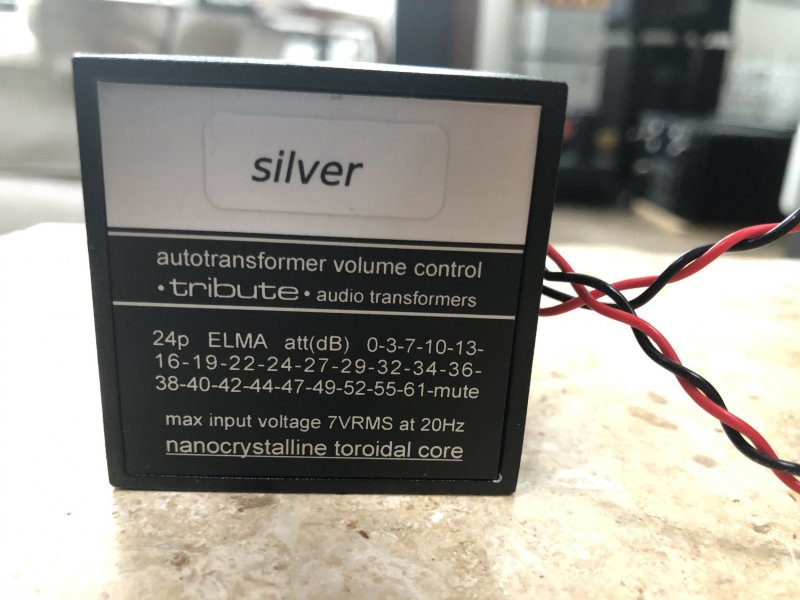 silver
autotransformer volume control
·tribute· audio transformers
24p ELMA att(dB) 0-3-7-10-13-
16-19-22-24-27-29-32-34-36-
38-40-42-44-47-49-52-55-61-mute
max input voltage 7VRMS at 20Hz
nanocrystalline toroidal core